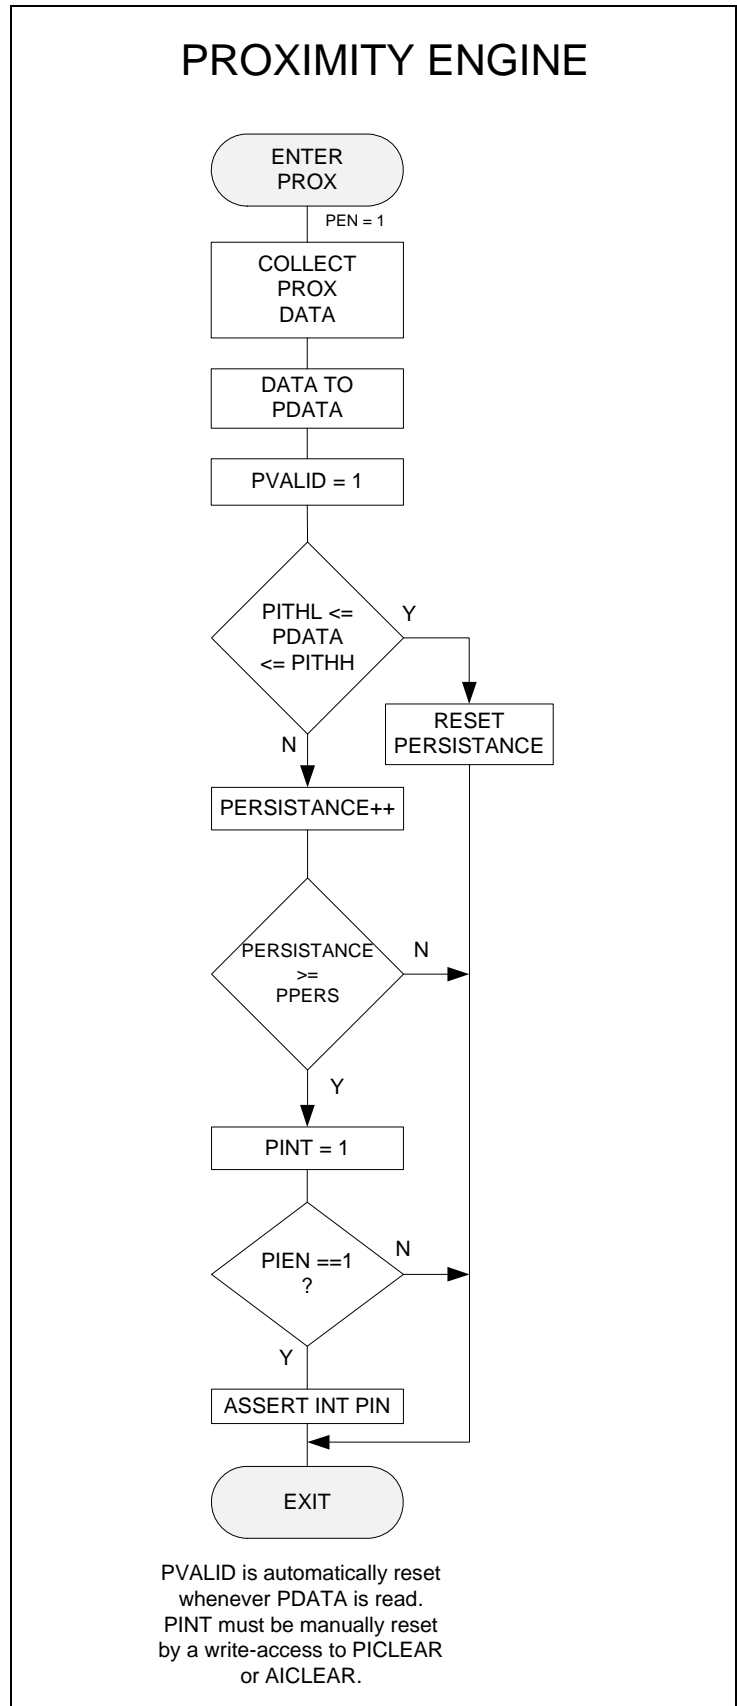 PROXIMITY ENGINE
ENTER
PROX
PEN = 1
COLLECT
PROX
DATA
DATA TO
PDATA
PVALID = 1
PITHL <=
PDATA
<= PITHH
Y
N
RESET
PERSISTANCE
PERSISTANCE++
PERSISTANCE
>=
PPERS
N
Y
PINT = 1
PIEN ==1
?
N
Y
ASSERT INT PIN
EXIT
PVALID is automatically reset
whenever PDATA is read.
PINT must be manually reset
by a write-access to PICLEAR
or AICLEAR.